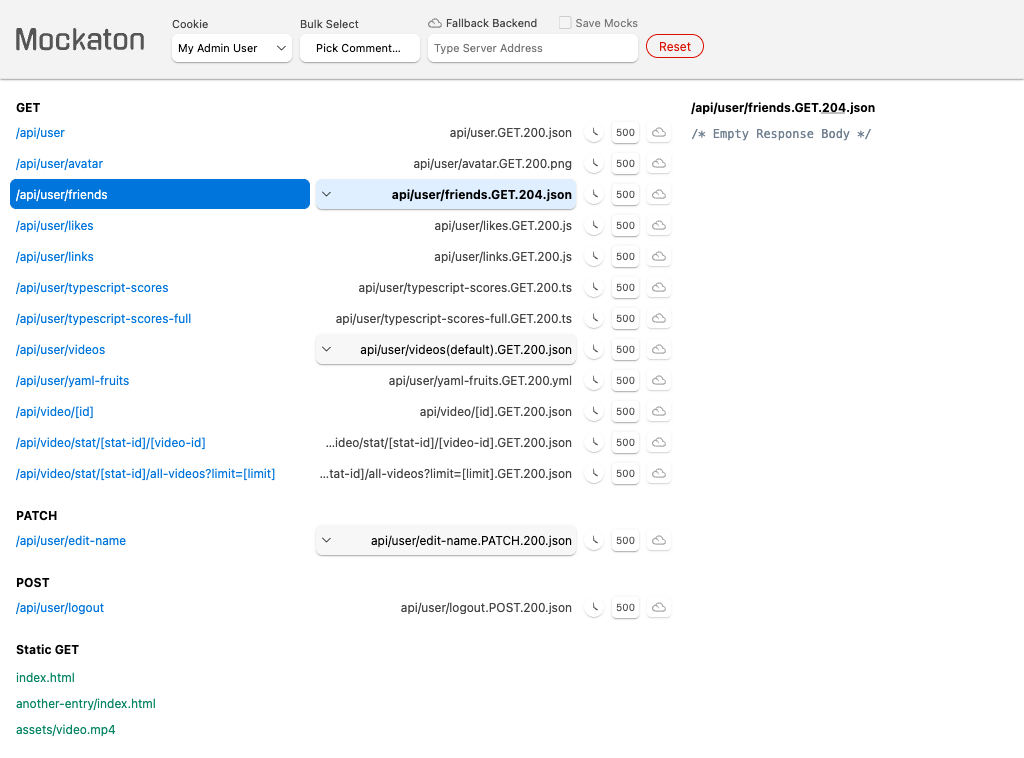 Mockaton
Cookie
My Admin User
Bulk Select
Pick Comment…
Fallback Backend
Save Mocks
Type Server Address
Reset
GET
/api/user api/user.GET.200.json 500
/api/user/avatar api/user/avatar.GET.200.png 500
/api/user/friends api/user/friends.GET.204.json 500
/api/user/likes api/user/likes.GET.200.js 500
/api/user/links api/user/links.GET.200.js 500
/api/user/typescript-scores api/user/typescript-scores.GET.200.ts 500
/api/user/typescript-scores-full api/user/typescript-scores-full.GET.200.ts 500
/api/user/videos api/user/videos(default).GET.200.json 500
/api/user/yaml-fruits api/user/yaml-fruits.GET.200.yml 500
/api/video/[id] api/video/[id].GET.200.json 500
/api/video/stat/[stat-id]/[video-id] …ideo/stat/[stat-id]/[video-id].GET.200.json 500
/api/video/stat/[stat-id]/all-videos?limit=[limit] …tat-id]/all-videos?limit=[limit].GET.200.json 500
PATCH
/api/user/edit-name api/user/edit-name.PATCH.200.json 500
POST
/api/user/logout api/user/logout.POST.200.json 500
Static GET
index.html
another-entry/index.html
assets/video.mp4
/api/user/friends.GET.204.json
/* Empty Response Body */